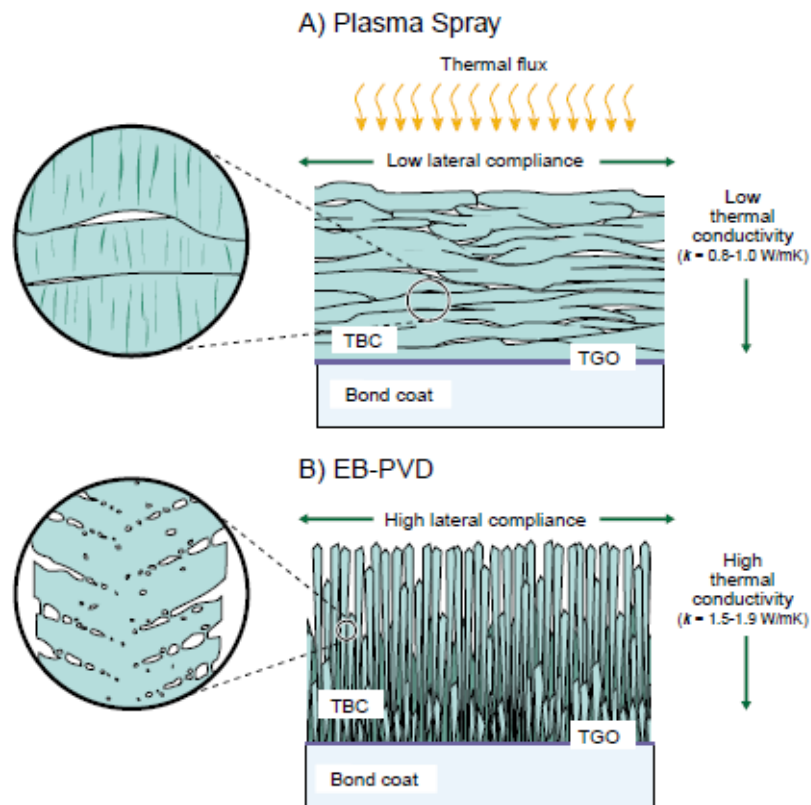 A) Plasma Spray
Thermal flux
Low lateral compliance
Low
thermal
conductivity
(k = 0.8-1.0 W/mK)
TBC
TGO
Bond coat
B) EB-PVD
High lateral compliance
High
thermal
conductivity
(k = 1.5-1.9 W/mK)
TBC
TGO
Bond coat